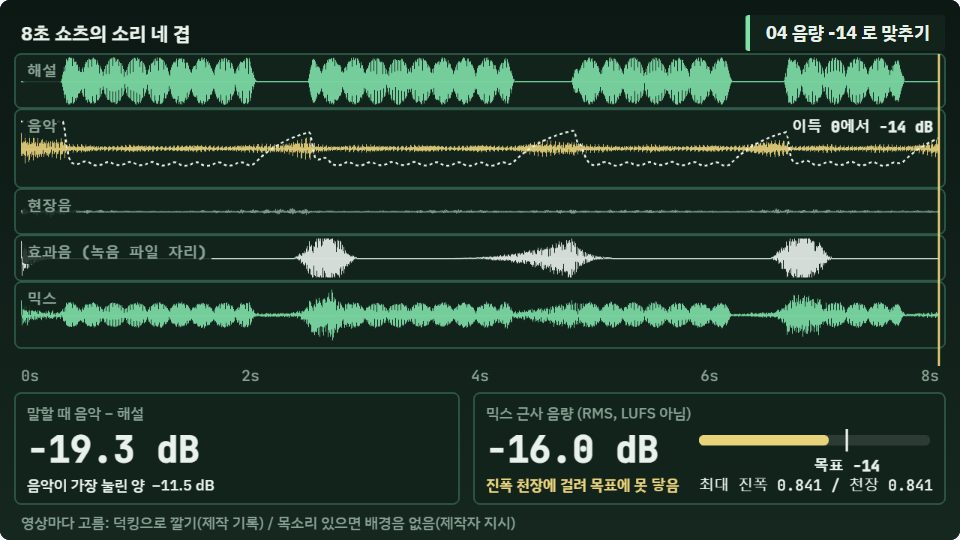 8초 쇼츠의 소리 네 겹
04 음량 -14 로 맞추기
해설
음악
이득 0에서 -14 dB
현장음
효과음 (녹음 파일 자리)
믹스
0s 2s 4s 6s 8s
말할 때 음악 - 해설
-19.3 dB
음악이 가장 눌린 양 -11.5 dB
믹스 근사 음량 (RMS, LUFS 아님)
-16.0 dB
목표 -14
진폭 천장에 걸려 목표에 못 닿음
최대 진폭 0.841 / 천장 0.841
영상마다 고름: 덕킹으로 깔기(제작 기록) / 목소리 있으면 배경음 없음(제작자 지시)